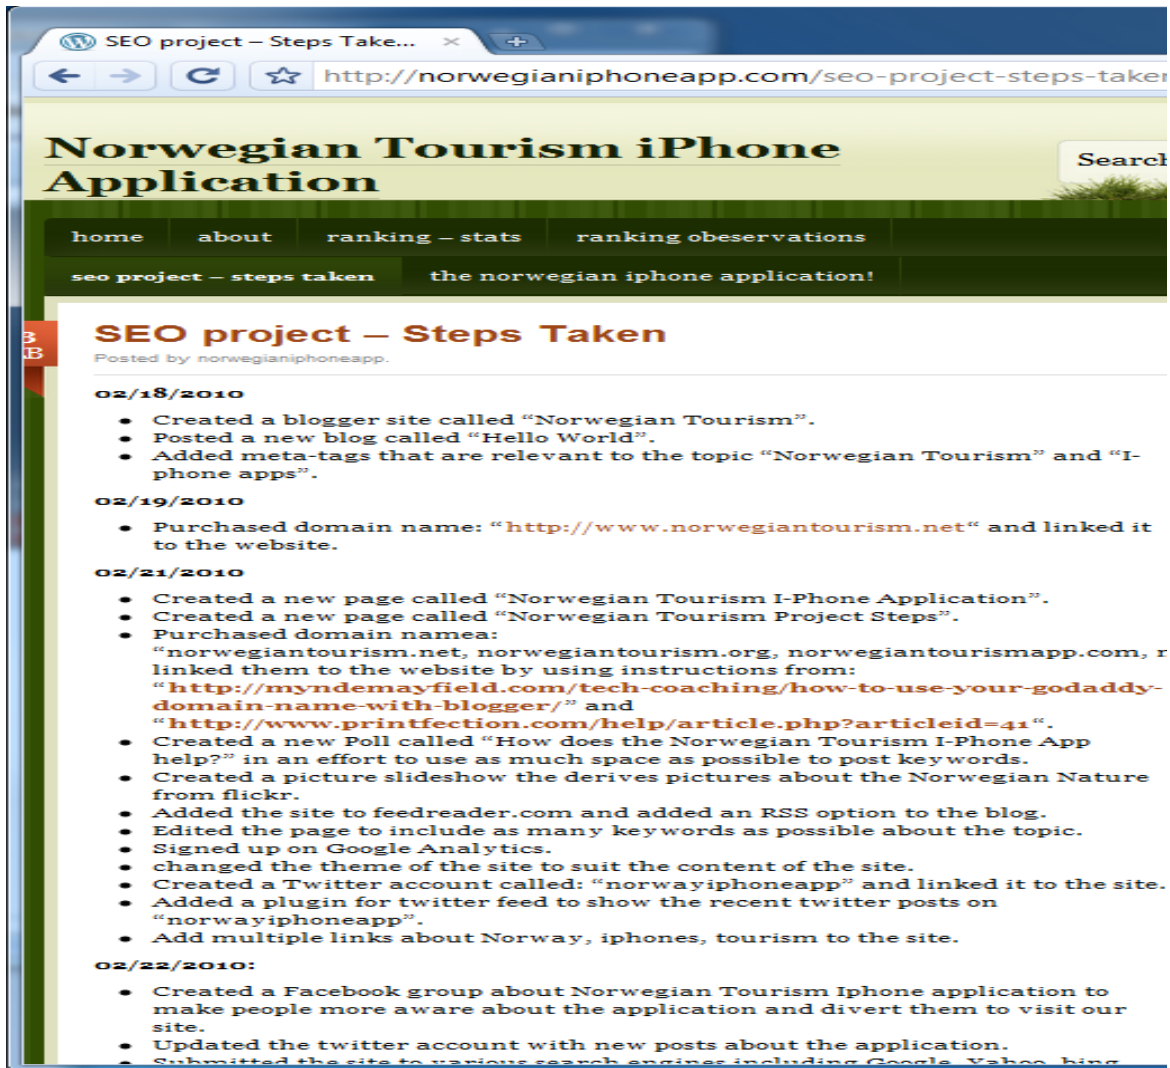 SEO project – Steps Take...
http://norwegianiphoneapp.com/seo-project-steps-taken
Norwegian Tourism iPhone
Application
Search
home about ranking – stats ranking obeservations
seo project – steps taken the norwegian iphone application!
SEO project – Steps Taken
Posted by norwegianiphoneapp.
02/18/2010
Created a blogger site called “Norwegian Tourism”.
Posted a new blog called “Hello World”.
Added meta-tags that are relevant to the topic “Norwegian Tourism” and “I-
phone apps”.
02/19/2010
Purchased domain name: “http://www.norwegiantourism.net“ and linked it
to the website.
02/21/2010
Created a new page called “Norwegian Tourism I-Phone Application”.
Created a new page called “Norwegian Tourism Project Steps”.
Purchased domain namea:
“norwegiantourism.net, norwegiantourism.org, norwegiantourismapp.com,
linked them to the website by using instructions from:
“http://myndemayfield.com/tech-coaching/how-to-use-your-godaddy-
domain-name-with-blogger/” and
“http://www.printfection.com/help/article.php?articleid=41“.
Created a new Poll called “How does the Norwegian Tourism I-Phone App
help?” in an effort to use as much space as possible to post keywords.
Created a picture slideshow the derives pictures about the Norwegian Nature
from flickr.
Added the site to feedreader.com and added an RSS option to the blog.
Edited the page to include as many keywords as possible about the topic.
Signed up on Google Analytics.
changed the theme of the site to suit the content of the site.
Created a Twitter account called: “norwayiphoneapp” and linked it to the site.
Added a plugin for twitter feed to show the recent twitter posts on
“norwayiphoneapp”.
Add multiple links about Norway, iphones, tourism to the site.
02/22/2010:
Created a Facebook group about Norwegian Tourism Iphone application to
make people more aware about the application and divert them to visit our
site.
Updated the twitter account with new posts about the application.
Submitted the site to various search engines including Google, Yahoo, bing